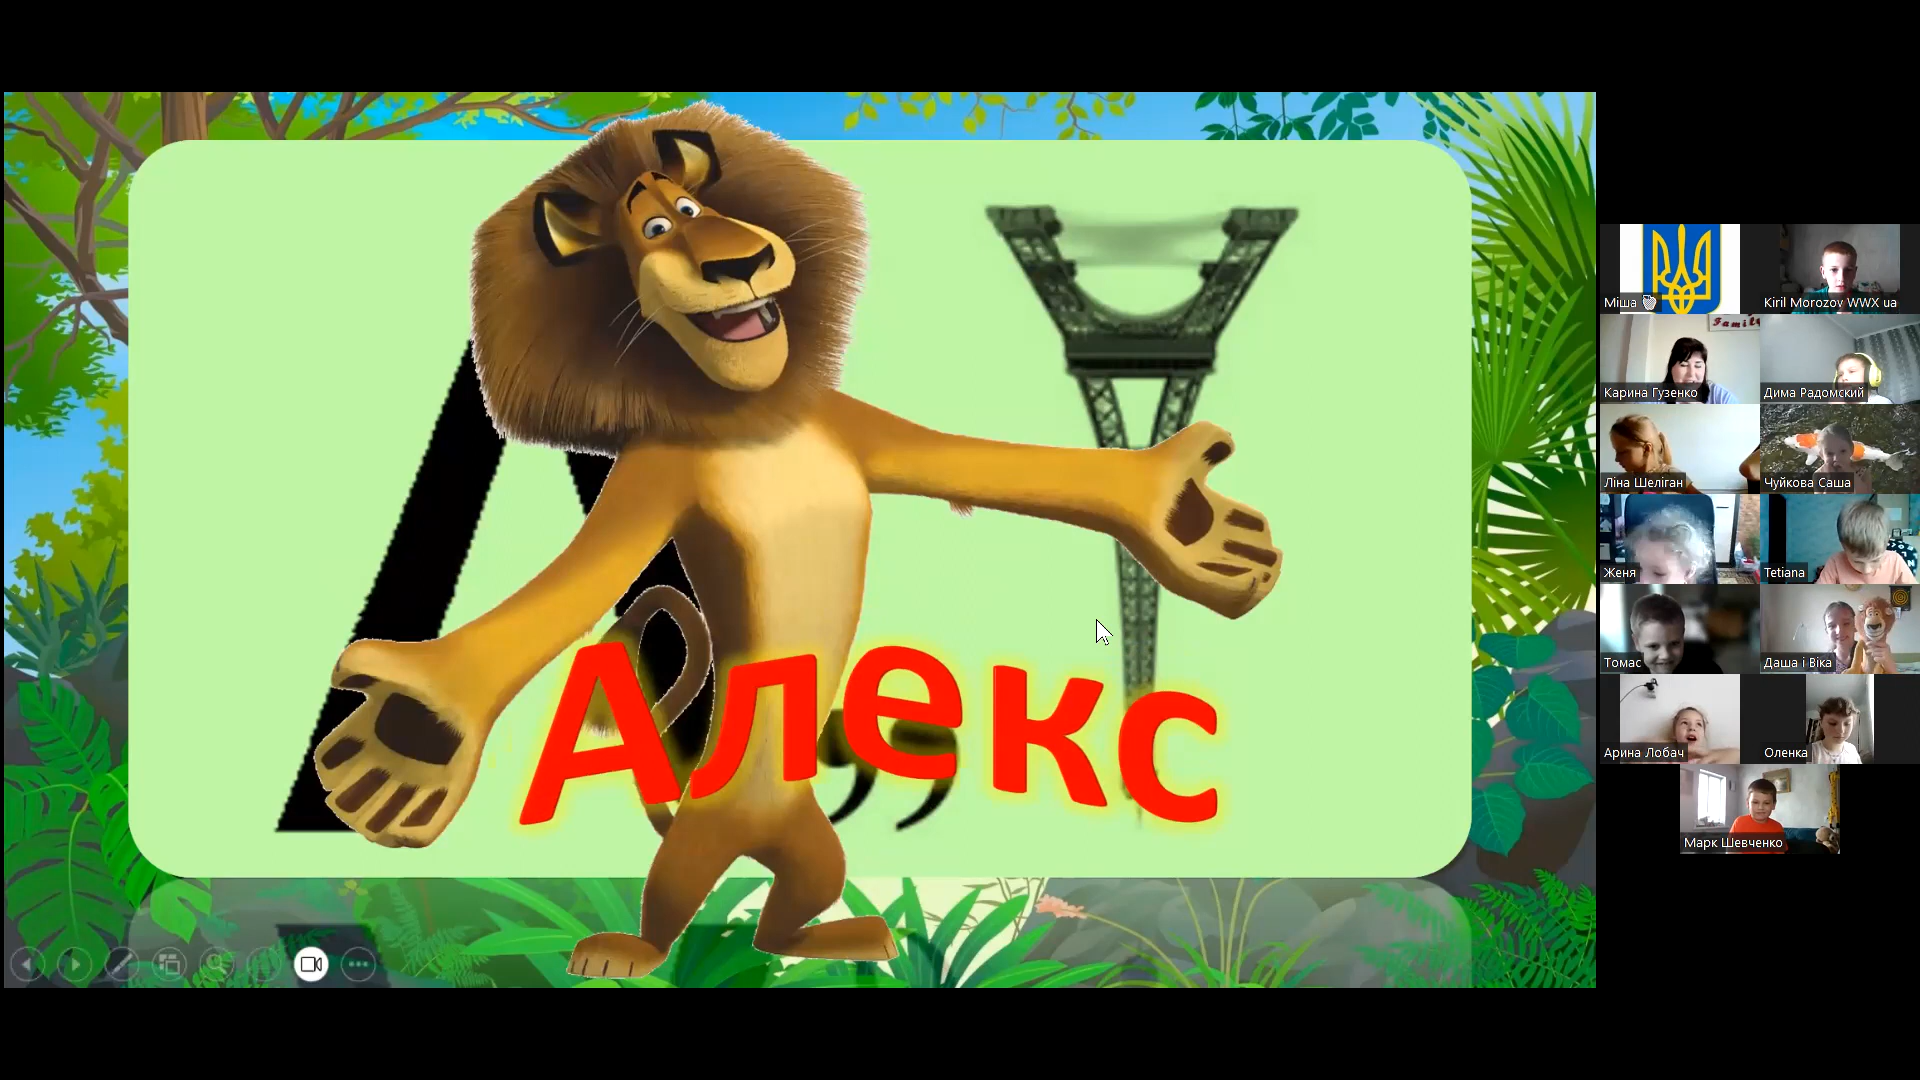 Алекс
,,
Міша
Kiril Morozov WWX ua
Family
Карина Гузенко
Дима Радомский
Ліна Шеліган
Чуйкова Саша
Женя
Tetiana
Томас
Даша і Віка
Арина Лобач
Оленка
Марк Шевченко